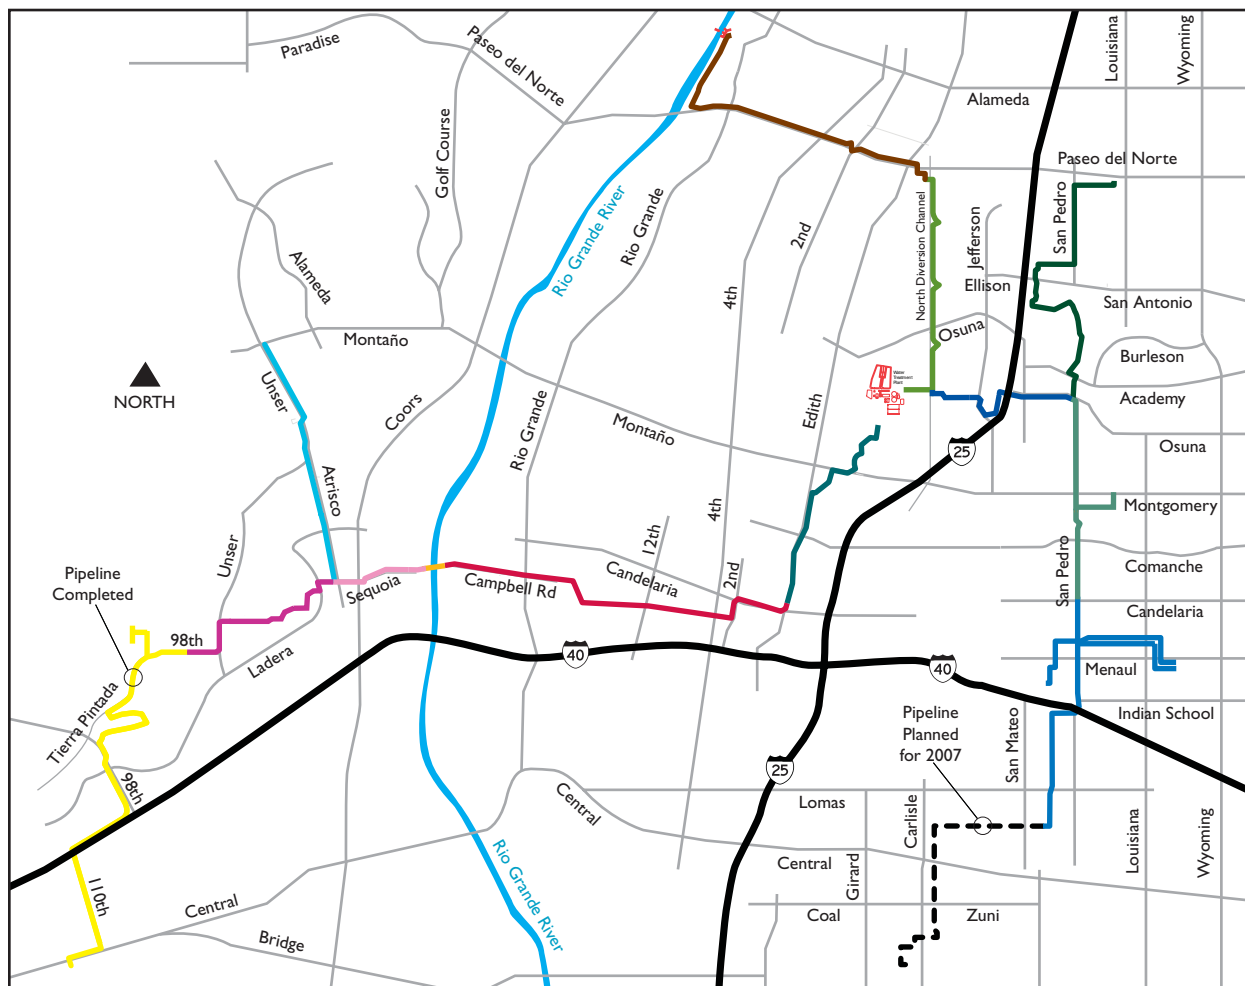 Paradise
Paseo del Norte
Louisiana
Wyoming
Alameda
Golf Course
Paseo del Norte
San Pedro
North Diversion Channel
El Jefferson
Ellison
Rio Grande River
Rio Grande
2nd
4th
Alameda
San Antonio
Osuna
Montaño
Burleson
Water
Treatment
Plant
NORTH
Unser
Coors
Rio Grande
Montaño
Edith
Academy
25
Osuna
Atrisco
4th
Montgomery
12th
Unser
Pipeline
Completed
Sequoia
Campbell Rd
Candelaria
2nd
San Pedro
Comanche
Candelaria
98th
Ladera
40
40
Menaul
Tierra Pintada
Pipeline
Planned
for 2007
San Mateo
Indian School
98th
25
Central
Lomas
Carlisle
Louisiana
Wyoming
Rio Grande River
Central
Girard
110th
Central
Coal
Zuni
Bridge